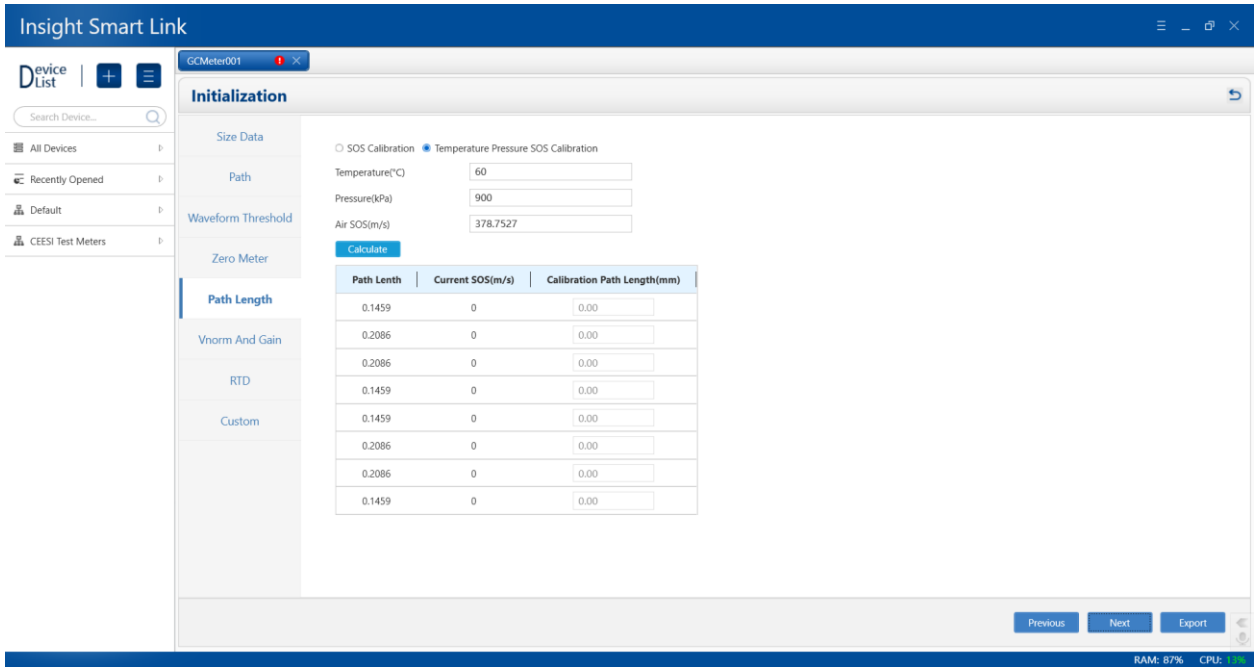 Insight Smart Link
Device List
Search Device...
All Devices
Recently Opened
Default
CEESI Test Meters
GCMeter001
Initialization
Size Data
Path
Waveform Threshold
Zero Meter
Path Length
Vnorm And Gain
RTD
Custom
SOS Calibration Temperature Pressure SOS Calibration
Temperature(°C) 60
Pressure(kPa) 900
Air SOS(m/s) 378.7527
Calculate
Path Lenth Current SOS(m/s) Calibration Path Length(mm)
0.1459 0 0.00
0.2086 0 0.00
0.2086 0 0.00
0.1459 0 0.00
0.1459 0 0.00
0.2086 0 0.00
0.2086 0 0.00
0.1459 0 0.00
Previous Next Export
RAM: 87% CPU: 13%